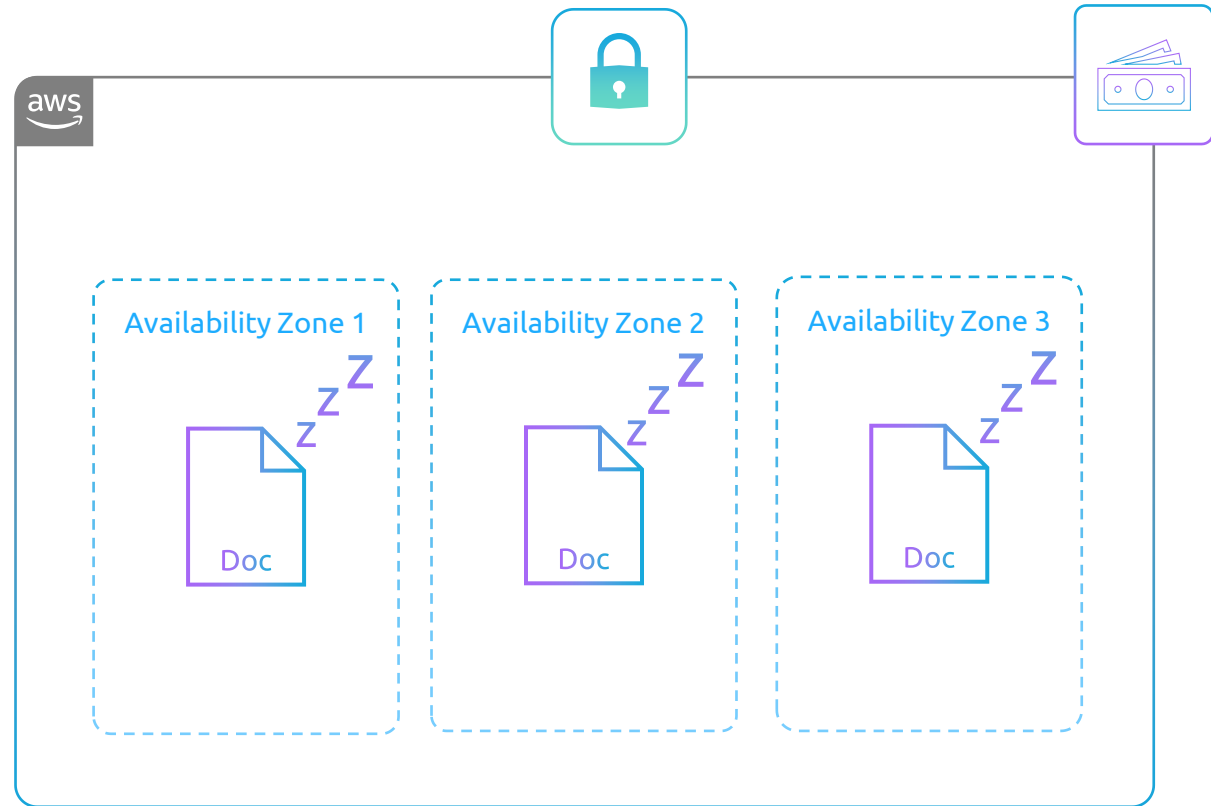 aws
Availability Zone 1
Availability Zone 2
Availability Zone 3
z z Z
z z Z
z z Z
Doc
Doc
Doc